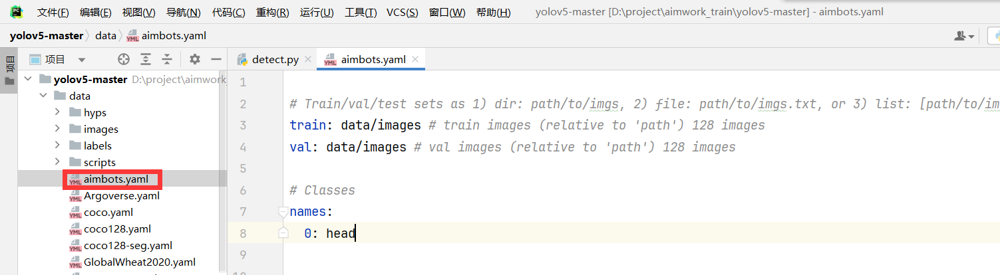 文件(F) 编辑(E) 视图(V) 导航(N) 代码(C) 重构(R) 运行(U) 工具(T) VCS(S) 窗口(W) 帮助(H) yolov5-master [D:\project\aimwork_train\yolov5-master] - aimbots.yaml
yolov5-master data aimbots.yaml
项目
项目
yolov5-master D:\project\aimwork_
data
hyps
images
labels
scripts
aimbots.yaml
Argoverse.yaml
coco.yaml
coco128.yaml
coco128-seg.yaml
GlobalWheat2020.yaml
detect.py aimbots.yaml
1
2 # Train/val/test sets as 1) dir: path/to/imgs, 2) file: path/to/imgs.txt, or 3) list: [path/to/im
3 train: data/images # train images (relative to 'path') 128 images
4 val: data/images # val images (relative to 'path') 128 images
5
6 # Classes
7 names:
8 0: head
9